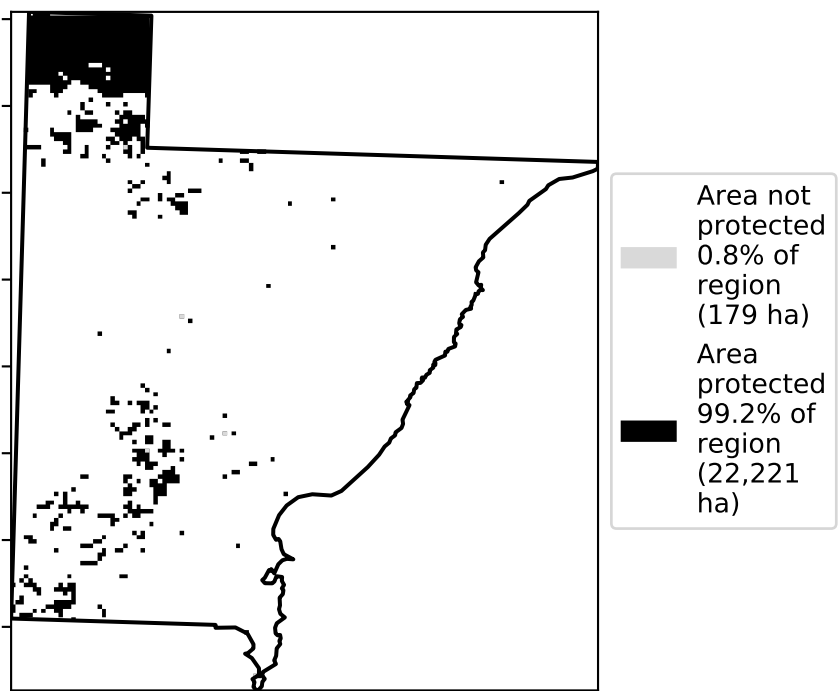 Area not
protected
0.8% of
region
(179 ha)
Area
protected
99.2% of
region
(22,221
ha)